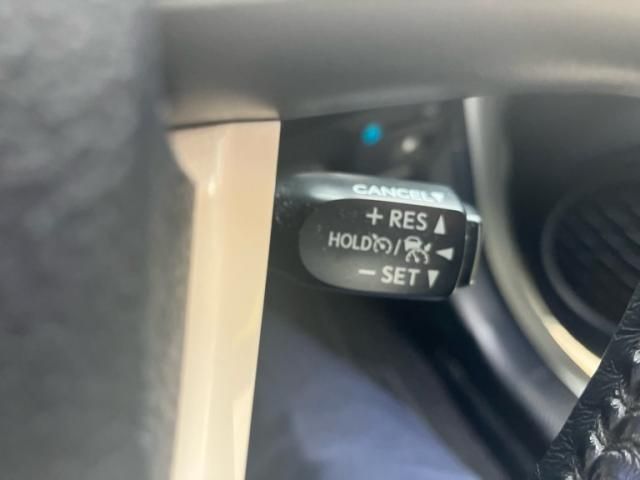 CANCEL
+ RES
HOLD /
- SET